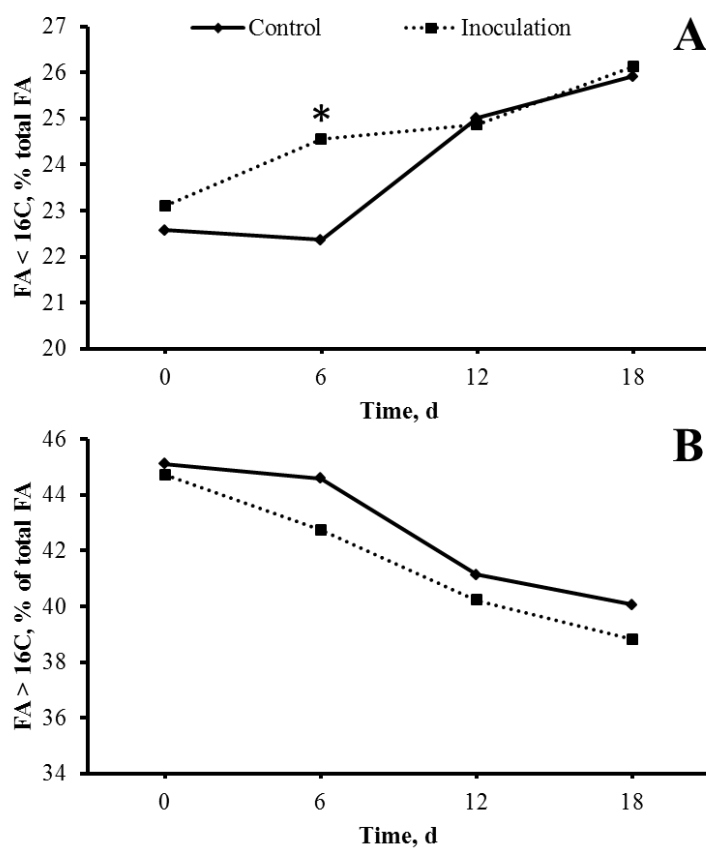 Control Inoculation
A
FA < 16C, % total FA
27
26
25
24
23
22
21
20
*
0 6 12 18
Time, d
B
FA > 16C, % of total FA
46
44
42
40
38
36
34
0 6 12 18
Time, d